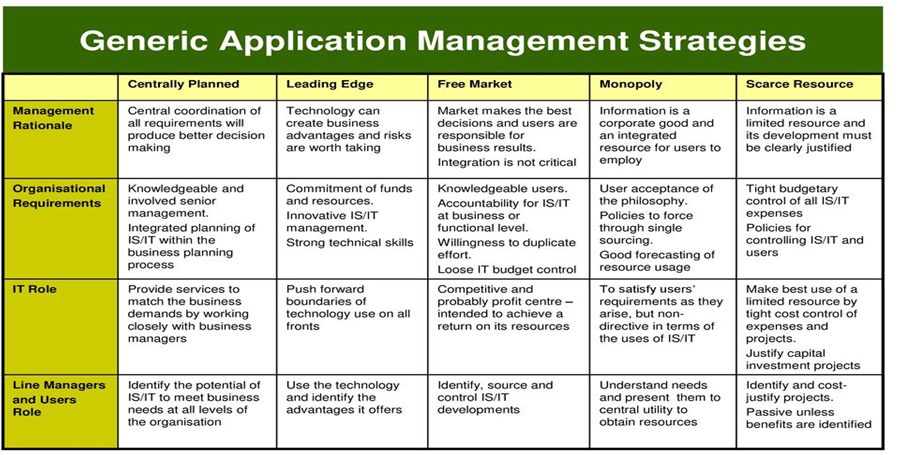 Generic Application Management Strategies
Centrally Planned
Leading Edge
Free Market
Monopoly
Scarce Resource
Management
Rationale
Central coordination of
all requirements will
produce better decision
making
Technology can
create business
advantages and risks
are worth taking
Market makes the best
decisions and users are
responsible for
business results.
Integration is not critical
Information is a
corporate good and
an integrated
resource for users to
employ
Information is a
limited resource and
its development must
be clearly justified
Organisational
Requirements
Knowledgeable and
involved senior
management.
Integrated planning of
IS/IT within the
business planning
process
Commitment of funds
and resources.
Innovative IS/IT
management.
Strong technical skills
Knowledgeable users.
Accountability for IS/IT
at business or
functional level.
Willingness to duplicate
effort.
Loose IT budget control
User acceptance of
the philosophy.
Policies to force
through single
sourcing.
Good forecasting of
resource usage
Tight budgetary
control of all IS/IT
expenses
Policies for
controlling IS/IT and
users
IT Role
Provide services to
match the business
demands by working
closely with business
managers
Push forward
boundaries of
technology use on all
fronts
Competitive and
probably profit centre –
intended to achieve a
return on its resources
To satisfy users'
requirements as they
arise, but non-
directive in terms of
the uses of IS/IT
Make best use of a
limited resource by
tight cost control of
expenses and
projects.
Justify capital
investment projects
Line Managers
and Users
Role
Identify the potential of
IS/IT to meet business
needs at all levels of
the organisation
Use the technology
and identify the
advantages it offers
Identify, source and
control IS/IT
developments
Understand needs
and present them to
central utility to
obtain resources
Identify and cost-
justify projects.
Passive unless
benefits are identified